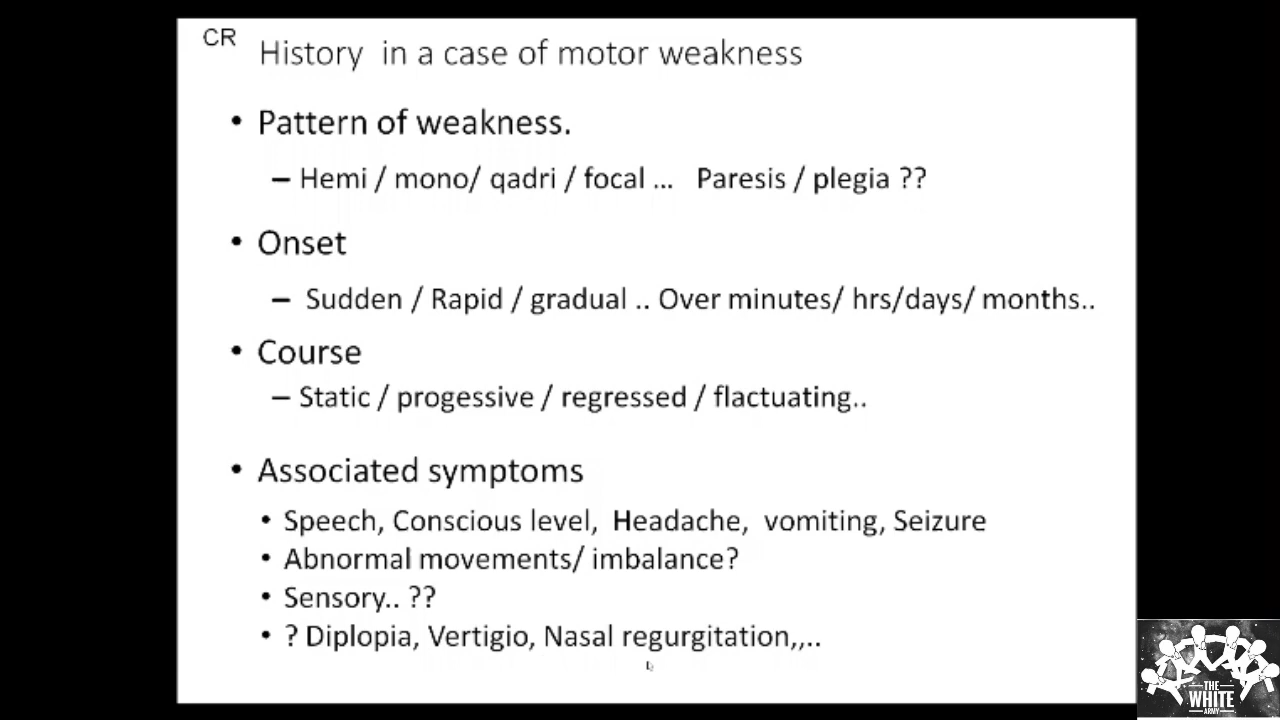 CR
History in a case of motor weakness
• Pattern of weakness.
– Hemi / mono/ qadri / focal ... Paresis / plegia ??
• Onset
– Sudden / Rapid / gradual .. Over minutes/ hrs/days/ months..
• Course
– Static / progessive / regressed / flactuating..
• Associated symptoms
• Speech, Conscious level, Headache, vomiting, Seizure
• Abnormal movements/ imbalance?
• Sensory.. ??
• ? Diplopia, Vertigio, Nasal regurgitation,,..
THE
WHITE
ARMY